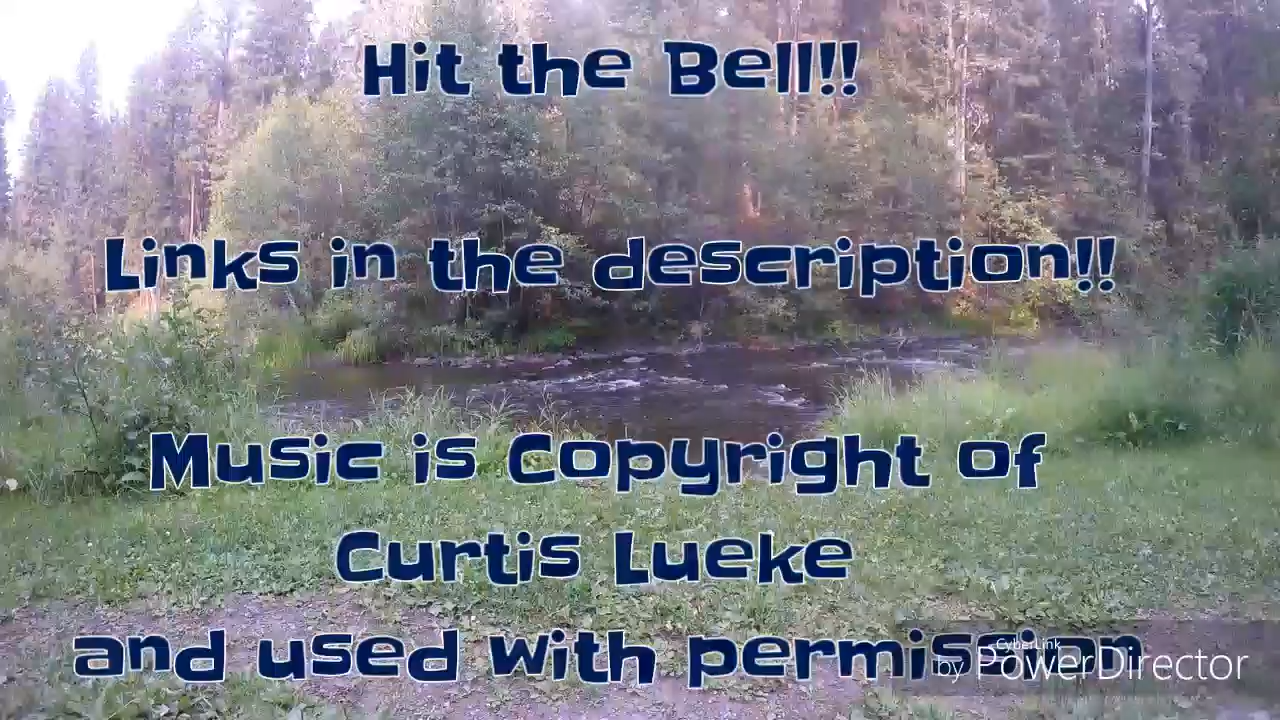 Hit the Bell!!
Links in the description!!
Music is Copyright of
Curtis Lueke
and used with permission
CyberLink
by PowerDirector